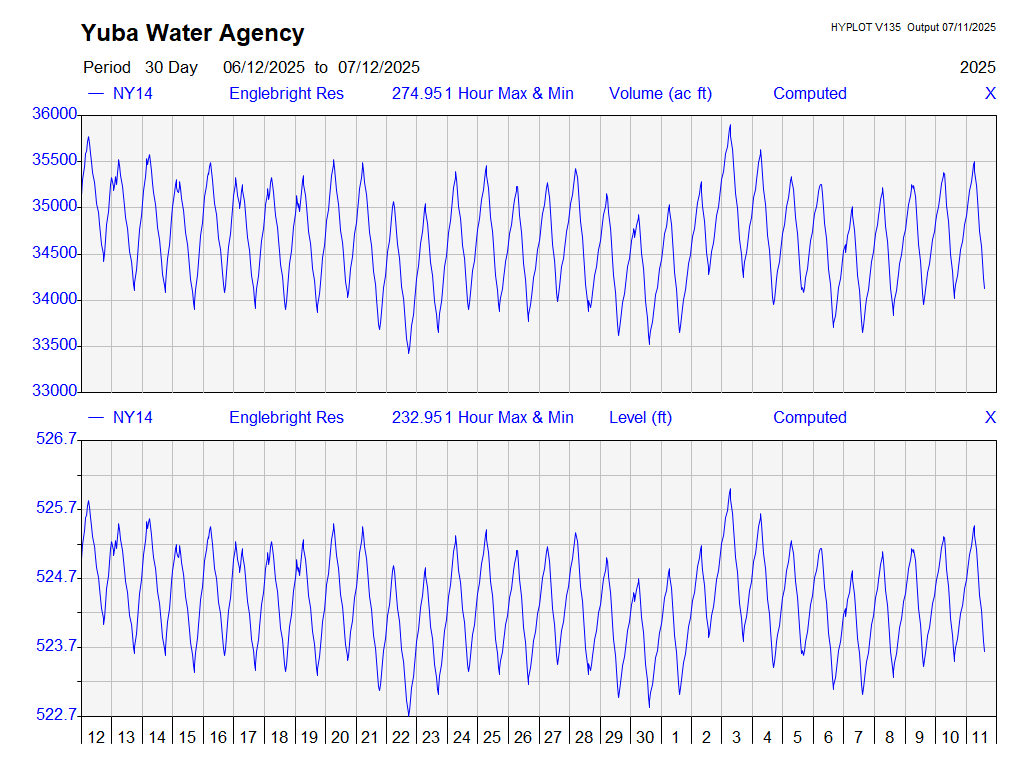 Yuba Water Agency
HYPLOT V135 Output 07/11/2025
Period 30 Day 06/12/2025 to 07/12/2025 2025
— NY14 Englebright Res 274.951 Hour Max & Min Volume (ac ft) Computed X
36000
35500
35000
34500
34000
33500
33000
— NY14 Englebright Res 232.951 Hour Max & Min Level (ft) Computed X
526.7
525.7
524.7
523.7
522.7
12 13 14 15 16 17 18 19 20 21 22 23 24 25 26 27 28 29 30 1 2 3 4 5 6 7 8 9 10 11